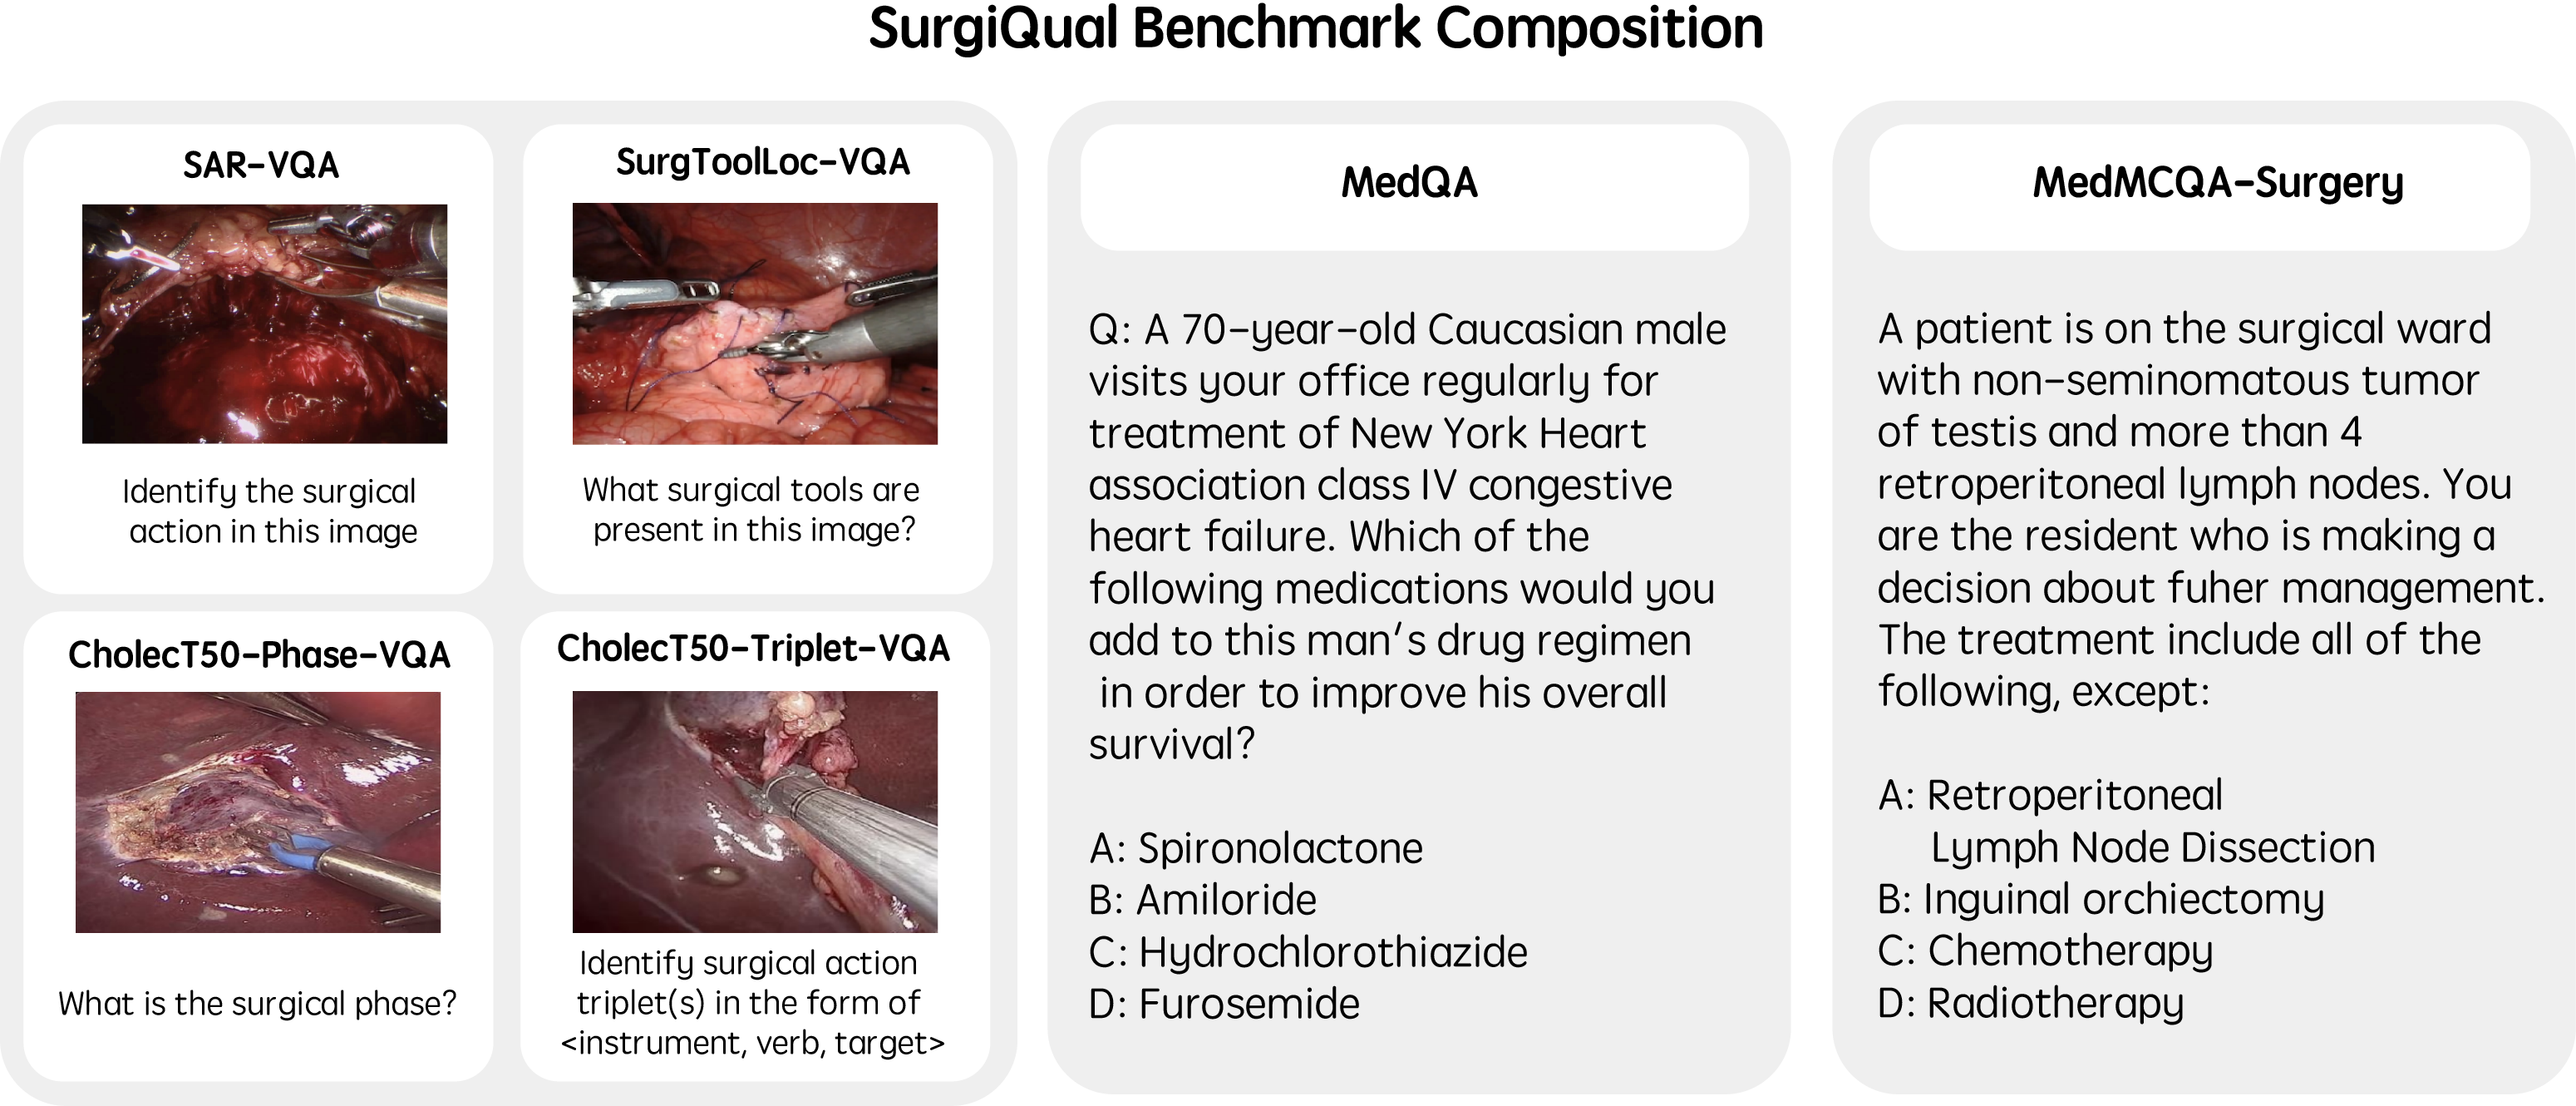 SurgiQual Benchmark Composition
SAR-VQA
Identify the surgical
action in this image
SurgToolLoc-VQA
What surgical tools are
present in this image?
CholecT50-Phase-VQA
What is the surgical phase?
CholecT50-Triplet-VQA
Identify surgical action
triplet(s) in the form of
<instrument, verb, target>
MedQA
Q: A 70-year-old Caucasian male
visits your office regularly for
treatment of New York Heart
association class IV congestive
heart failure. Which of the
following medications would you
add to this man's drug regimen
in order to improve his overall
survival?
A: Spironolactone
B: Amiloride
C: Hydrochlorothiazide
D: Furosemide
MedMCQA-Surgery
A patient is on the surgical ward
with non-seminomatous tumor
of testis and more than 4
retroperitoneal lymph nodes. You
are the resident who is making a
decision about fuher management.
The treatment include all of the
following, except:
A: Retroperitoneal
Lymph Node Dissection
B: Inguinal orchiectomy
C: Chemotherapy
D: Radiotherapy